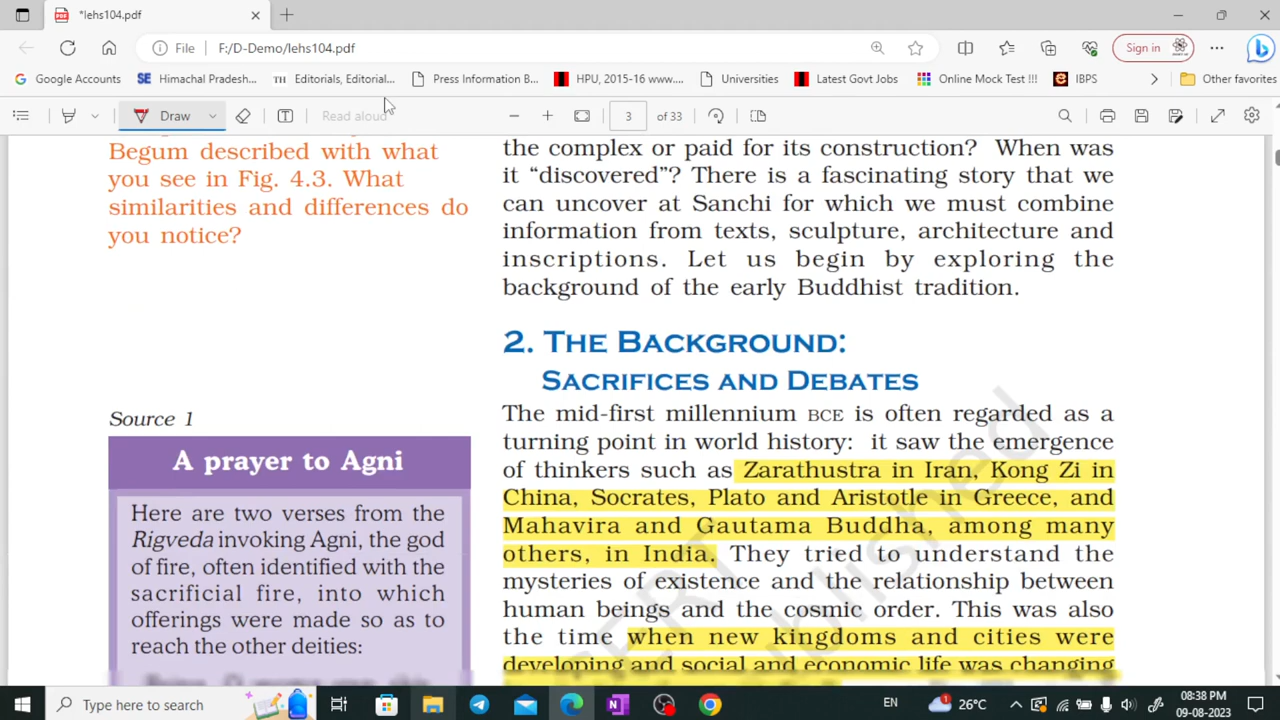 *lehs104.pdf
File F:/D-Demo/lehs104.pdf
Sign in
Google Accounts
SE Himachal Pradesh...
TH Editorials, Editorial...
Press Information B...
HPU, 2015-16 www....
Universities
Latest Govt Jobs
Online Mock Test !!!
IBPS
Other favorites
Draw
Read aloud
3 of 33
Begum described with what
you see in Fig. 4.3. What
similarities and differences do
you notice?
Source 1
A prayer to Agni
Here are two verses from the
Rigveda invoking Agni, the god
of fire, often identified with the
sacrificial fire, into which
offerings were made so as to
reach the other deities:
the complex or paid for its construction? When was
it “discovered”? There is a fascinating story that we
can uncover at Sanchi for which we must combine
information from texts, sculpture, architecture and
inscriptions. Let us begin by exploring the
background of the early Buddhist tradition.
2. The Background:
Sacrifices and Debates
The mid-first millennium BCE is often regarded as a
turning point in world history: it saw the emergence
of thinkers such as Zarathustra in Iran, Kong Zi in
China, Socrates, Plato and Aristotle in Greece, and
Mahavira and Gautama Buddha, among many
others, in India. They tried to understand the
mysteries of existence and the relationship between
human beings and the cosmic order. This was also
the time when new kingdoms and cities were
developing and social and economic life was changing
Type here to search
EN
1
26°C
08:38 PM
09-08-2023